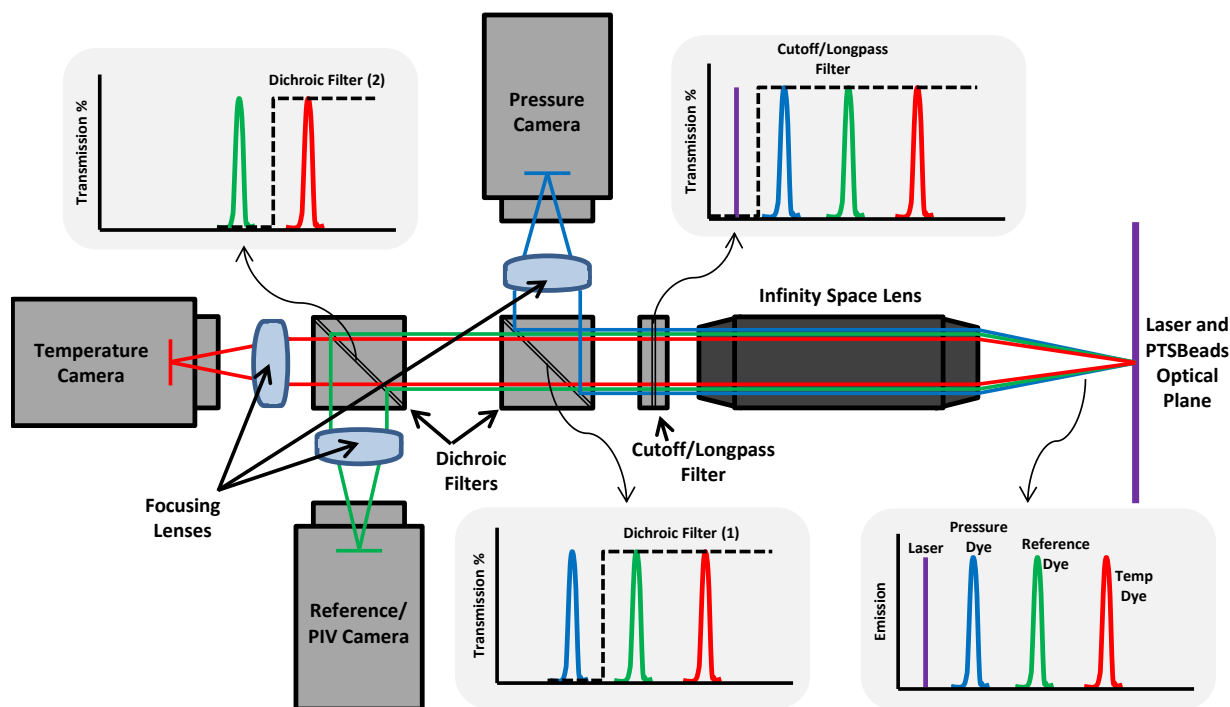 Dichroic Filter (2)
Transmission %
Pressure
Camera
Cutoff/Longpass
Filter
Transmission %
Infinity Space Lens
Temperature
Camera
Laser and
PTSBeads
Optical
Plane
Dichroic
Filters
Cutoff/Longpass
Filter
Focusing
Lenses
Reference/
PIV Camera
Dichroic Filter (1)
Transmission %
Laser
Pressure
Dye
Reference
Dye
Temp
Dye
Emission